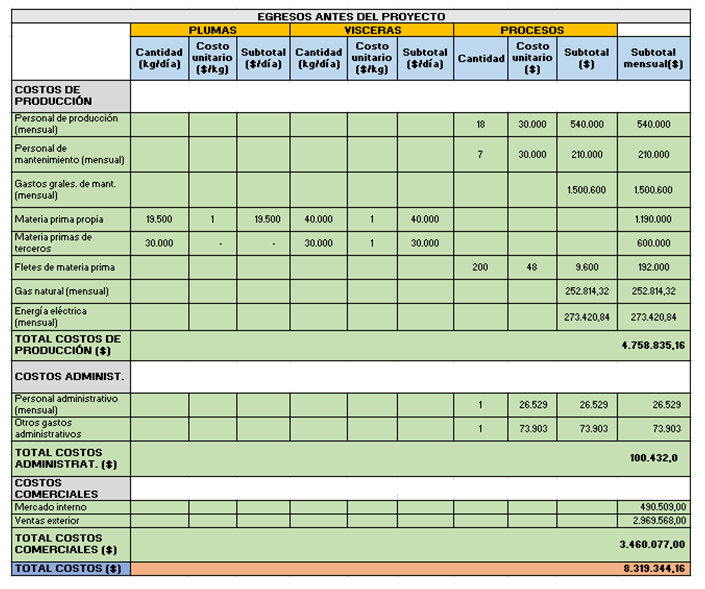 EGRESOS ANTES DEL PROYECTO
PLUMAS VISCERAS PROCESOS
Cantidad (kg/día) Costo unitario ($/kg) Subtotal ($/día) Cantidad (kg/día) Costo unitario ($/kg) Subtotal ($/día) Cantidad Costo unitario ($) Subtotal ($) Subtotal mensual($)
COSTOS DE PRODUCCIÓN
Personal de producción (mensual) 18 30.000 540.000 540.000
Personal de mantenimiento (mensual) 7 30.000 210.000 210.000
Gastos grales. de mant. (mensual) 1.500.600 1.500.600
Materia prima propia 19.500 1 19.500 40.000 1 40.000 1.190.000
Materia primas de terceros 30.000 - - 30.000 1 30.000 600.000
Fletes de materia prima 200 48 9.600 192.000
Gas natural (mensual) 252.814,32 252.814,32
Energía eléctrica (mensual) 273.420,84 273.420,84
TOTAL COSTOS DE PRODUCCIÓN ($) 4.758.835,16
COSTOS ADMINIST.
Personal administrativo (mensual) 1 26.529 26.529 26.529
Otros gastos administrativos 1 73.903 73.903 73.903
TOTAL COSTOS ADMINISTRAT. ($) 100.432,0
COSTOS COMERCIALES
Mercado interno 490.509,00
Ventas exterior 2.969.568,00
TOTAL COSTOS COMERCIALES ($) 3.460.077,00
TOTAL COSTOS ($) 8.319.344,16